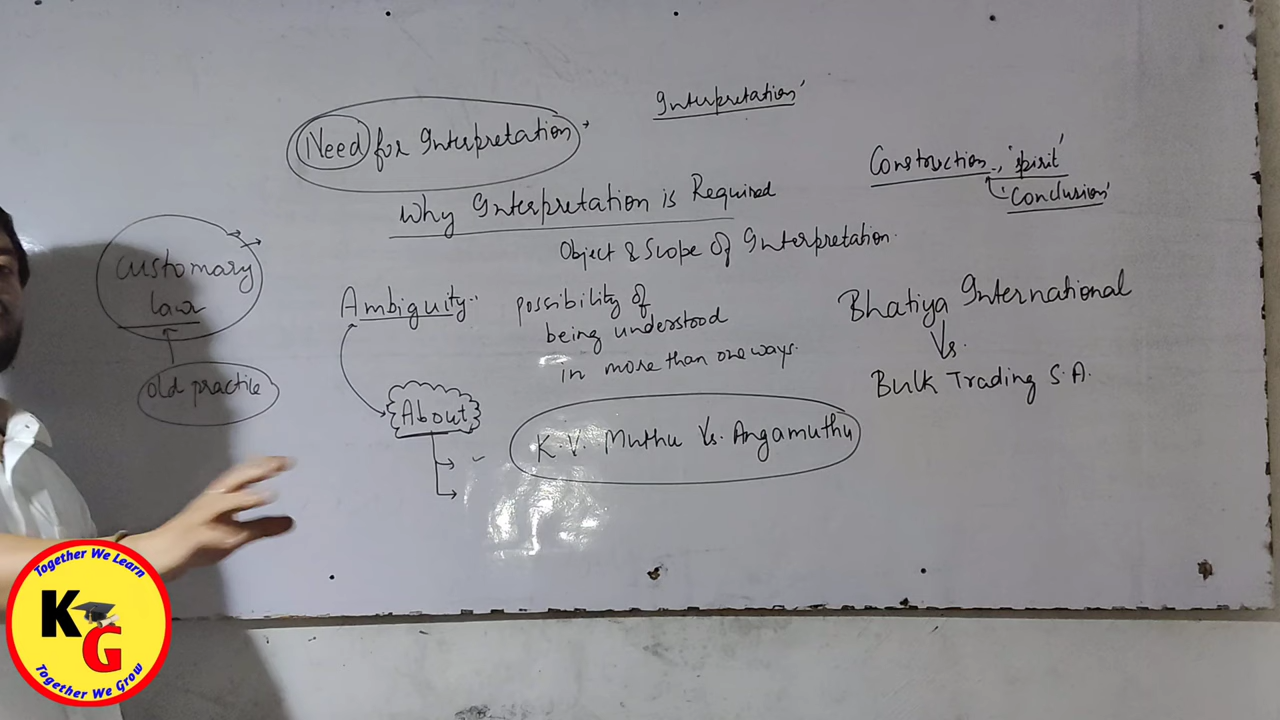 Interpretation'
Need for Interpretation
Construction., 'spirit'
'Conclusion'
Why Interpretation is Required
Object & Scope Of Interpretation.
customary
law
old practice
Ambiguity:
possibility of
being understood
in more than one ways.
Bhatiya International
Vs.
Bulk Trading S.A.
About
K.V. Muthu Vs. Angamuthu
Together We Learn
KG
Together We Grow